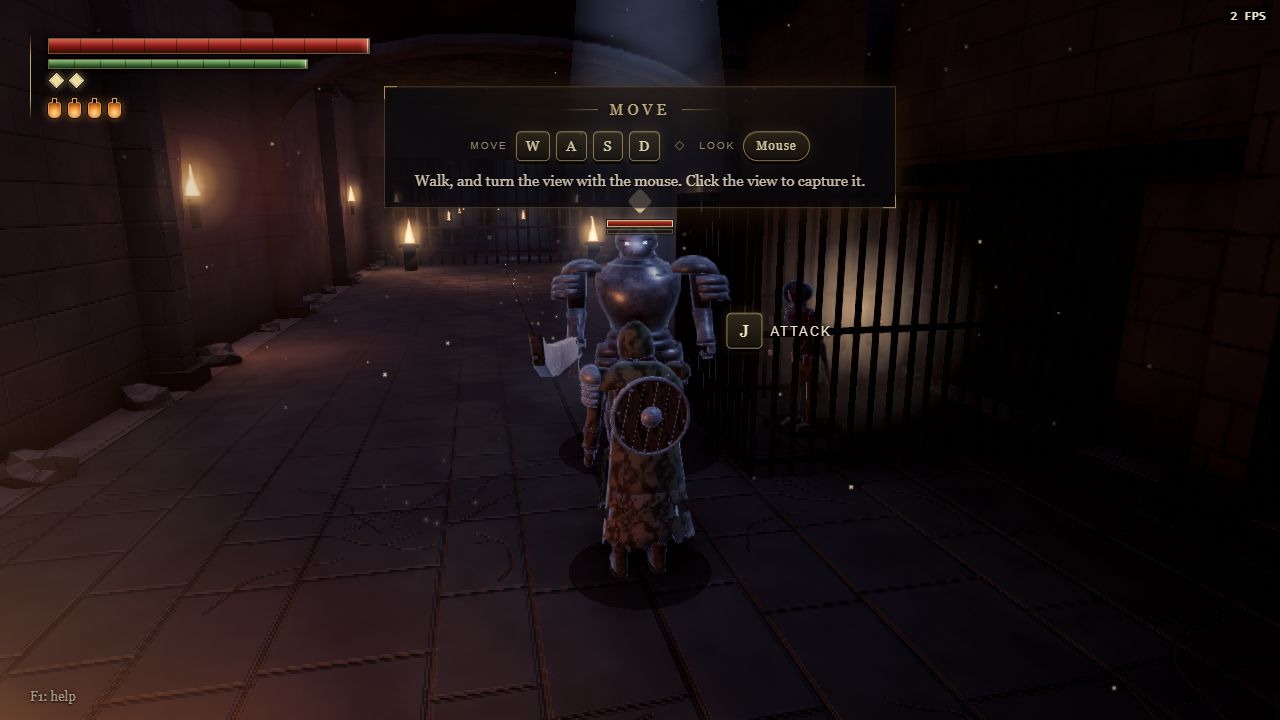 2 FPS
MOVE
MOVE W A S D LOOK Mouse
Walk, and turn the view with the mouse. Click the view to capture it.
J ATTACK
F1: help